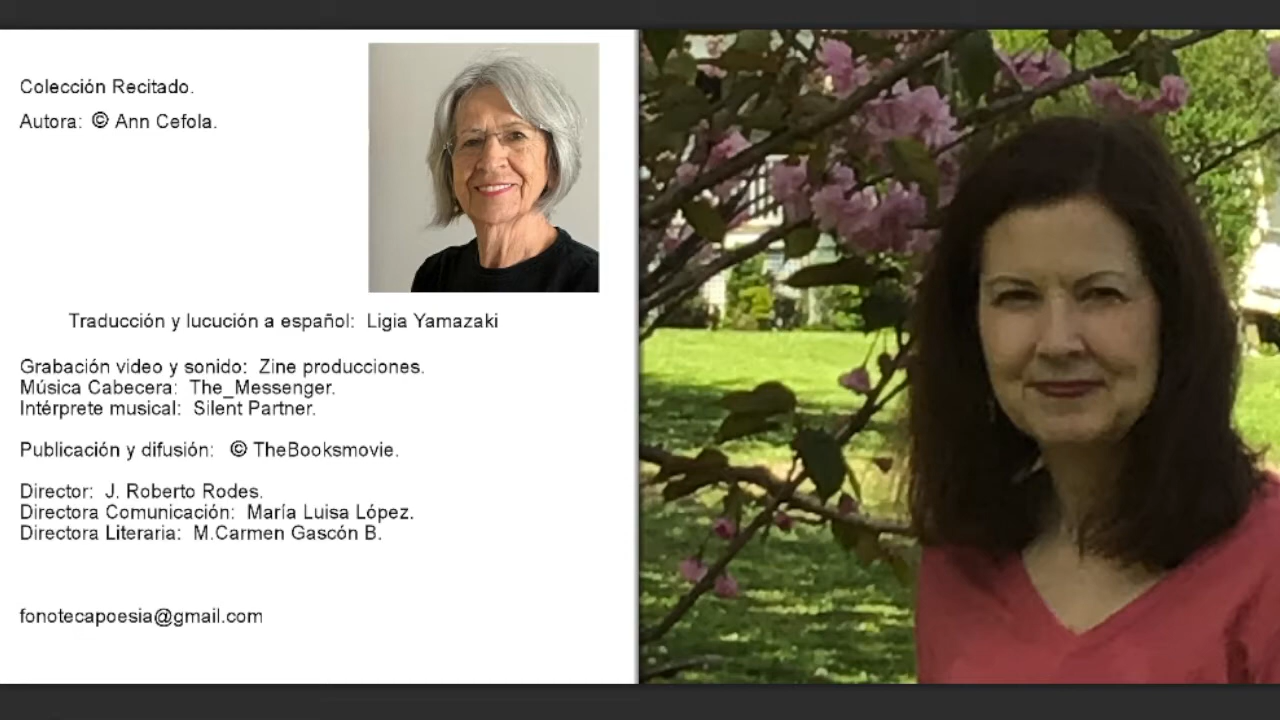 Colección Recitado.
Autora: © Ann Cefola.
Traducción y lucución a español: Ligia Yamazaki
Grabación video y sonido: Zine producciones.
Música Cabecera: The_Messenger.
Intérprete musical: Silent Partner.
Publicación y difusión: © TheBooksmovie.
Director: J. Roberto Rodes.
Directora Comunicación: María Luisa López.
Directora Literaria: M.Carmen Gascón B.
fonotecapoesia@gmail.com